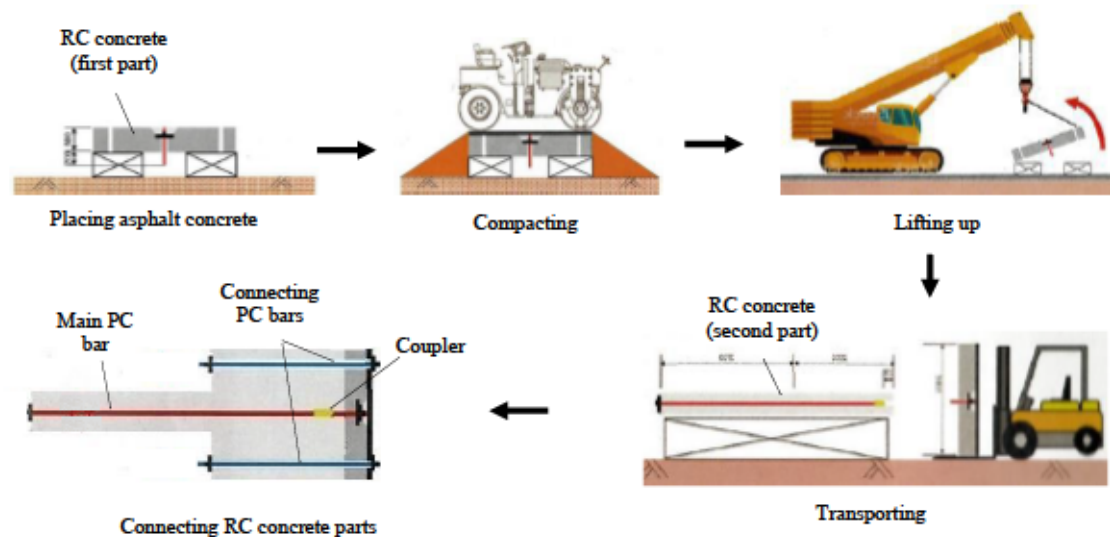 RC concrete
(first part)
Placing asphalt concrete
Compacting
Lifting up
Connecting
PC bars
Main PC
bar
Coupler
RC concrete
(second part)
Transporting
Connecting RC concrete parts